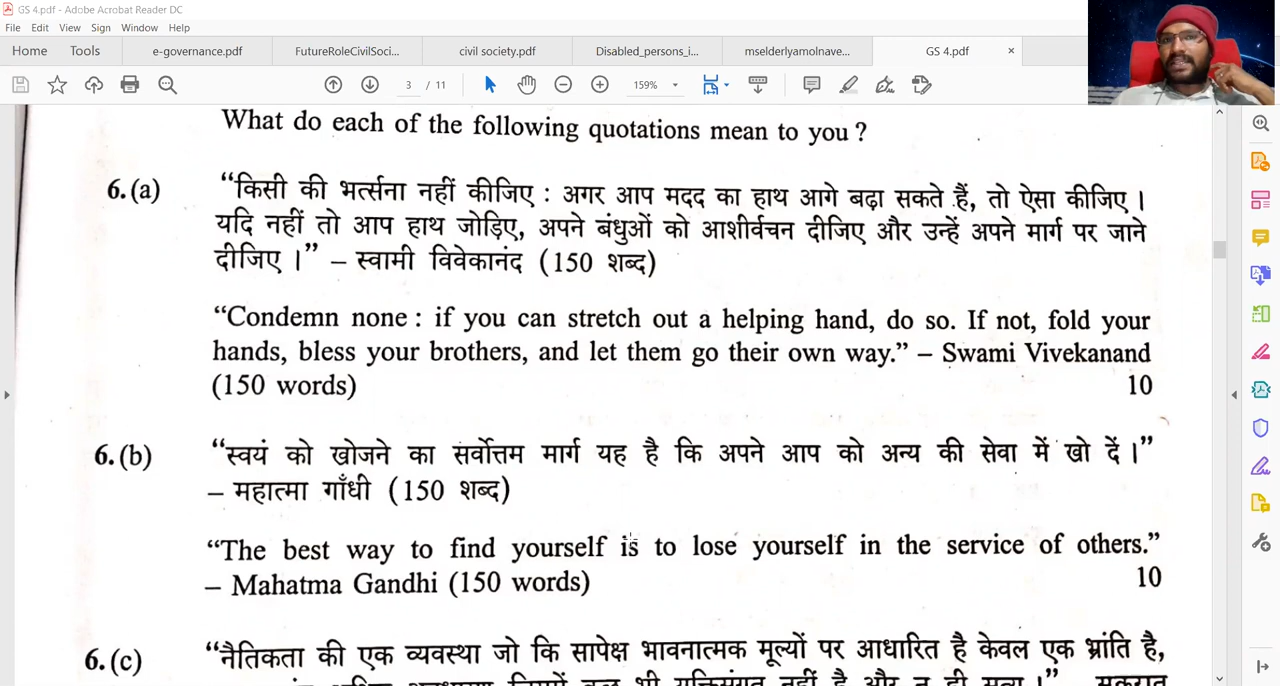 GS 4.pdf - Adobe Acrobat Reader DC
File Edit View Sign Window Help
Home Tools e-governance.pdf FutureRoleCivilSoci... civil society.pdf Disabled_persons_i... mselderlyamolnave... GS 4.pdf ×
3 / 11 159%
What do each of the following quotations mean to you ?
6. (a) “किसी की भर्त्सना नहीं कीजिए : अगर आप मदद का हाथ आगे बढ़ा सकते हैं, तो ऐसा कीजिए ।
यदि नहीं तो आप हाथ जोड़िए, अपने बंधुओं को आशीर्वचन दीजिए और उन्हें अपने मार्ग पर जाने
दीजिए ।” – स्वामी विवेकानंद (150 शब्द)
“Condemn none : if you can stretch out a helping hand, do so. If not, fold your
hands, bless your brothers, and let them go their own way.” – Swami Vivekanand
(150 words) 10
6. (b) “स्वयं को खोजने का सर्वोत्तम मार्ग यह है कि अपने आप को अन्य की सेवा में खो दें ।”
– महात्मा गाँधी (150 शब्द)
“The best way to find yourself is to lose yourself in the service of others.”
– Mahatma Gandhi (150 words) 10
6. (c) “नैतिकता की एक व्यवस्था जो कि सापेक्ष भावनात्मक मूल्यों पर आधारित है केवल एक भ्रांति है,